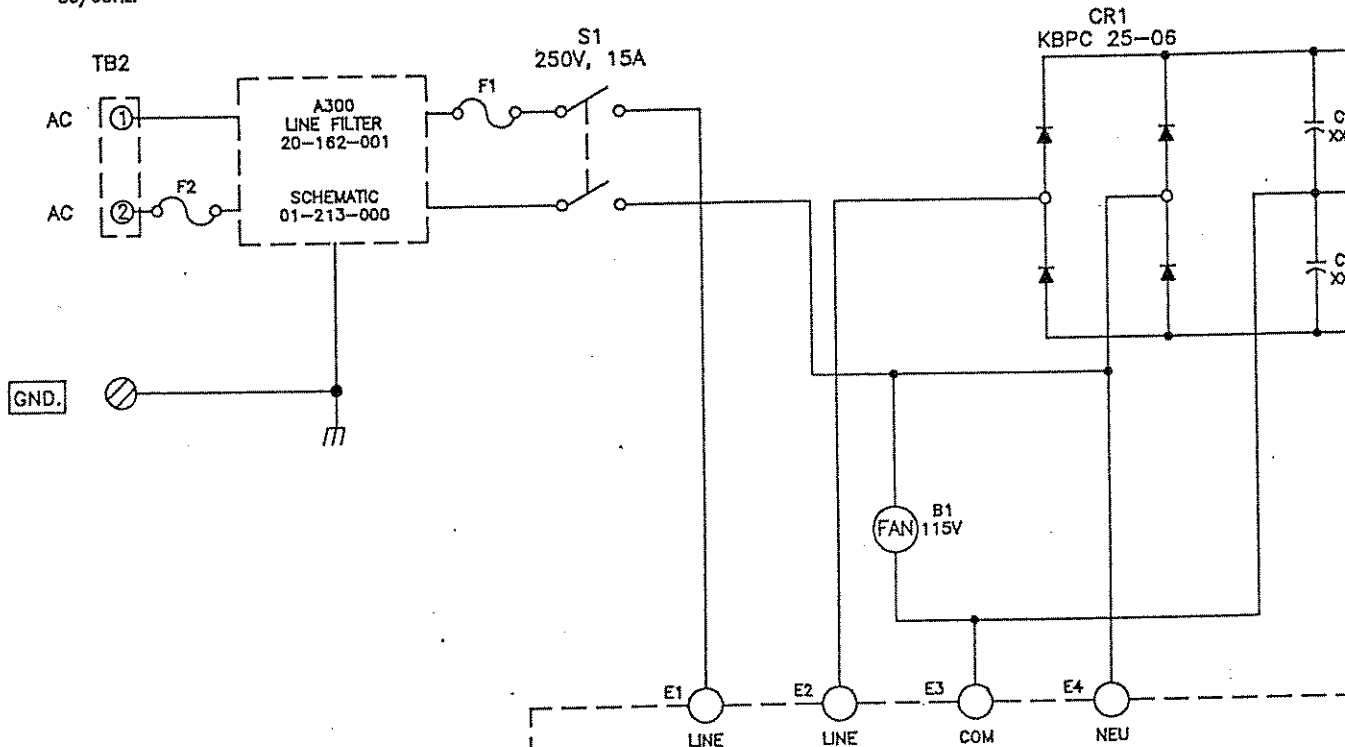 CR1
KBPC 25-06
S1
250V, 15A
TB2
F1
A300
LINE FILTER
20-162-001
AC
1
F2
SCHEMATIC
01-213-000
AC
2
GND.
FAN
B1
115V
E1
E2
E3
E4
LINE
LINE
COM
NEU